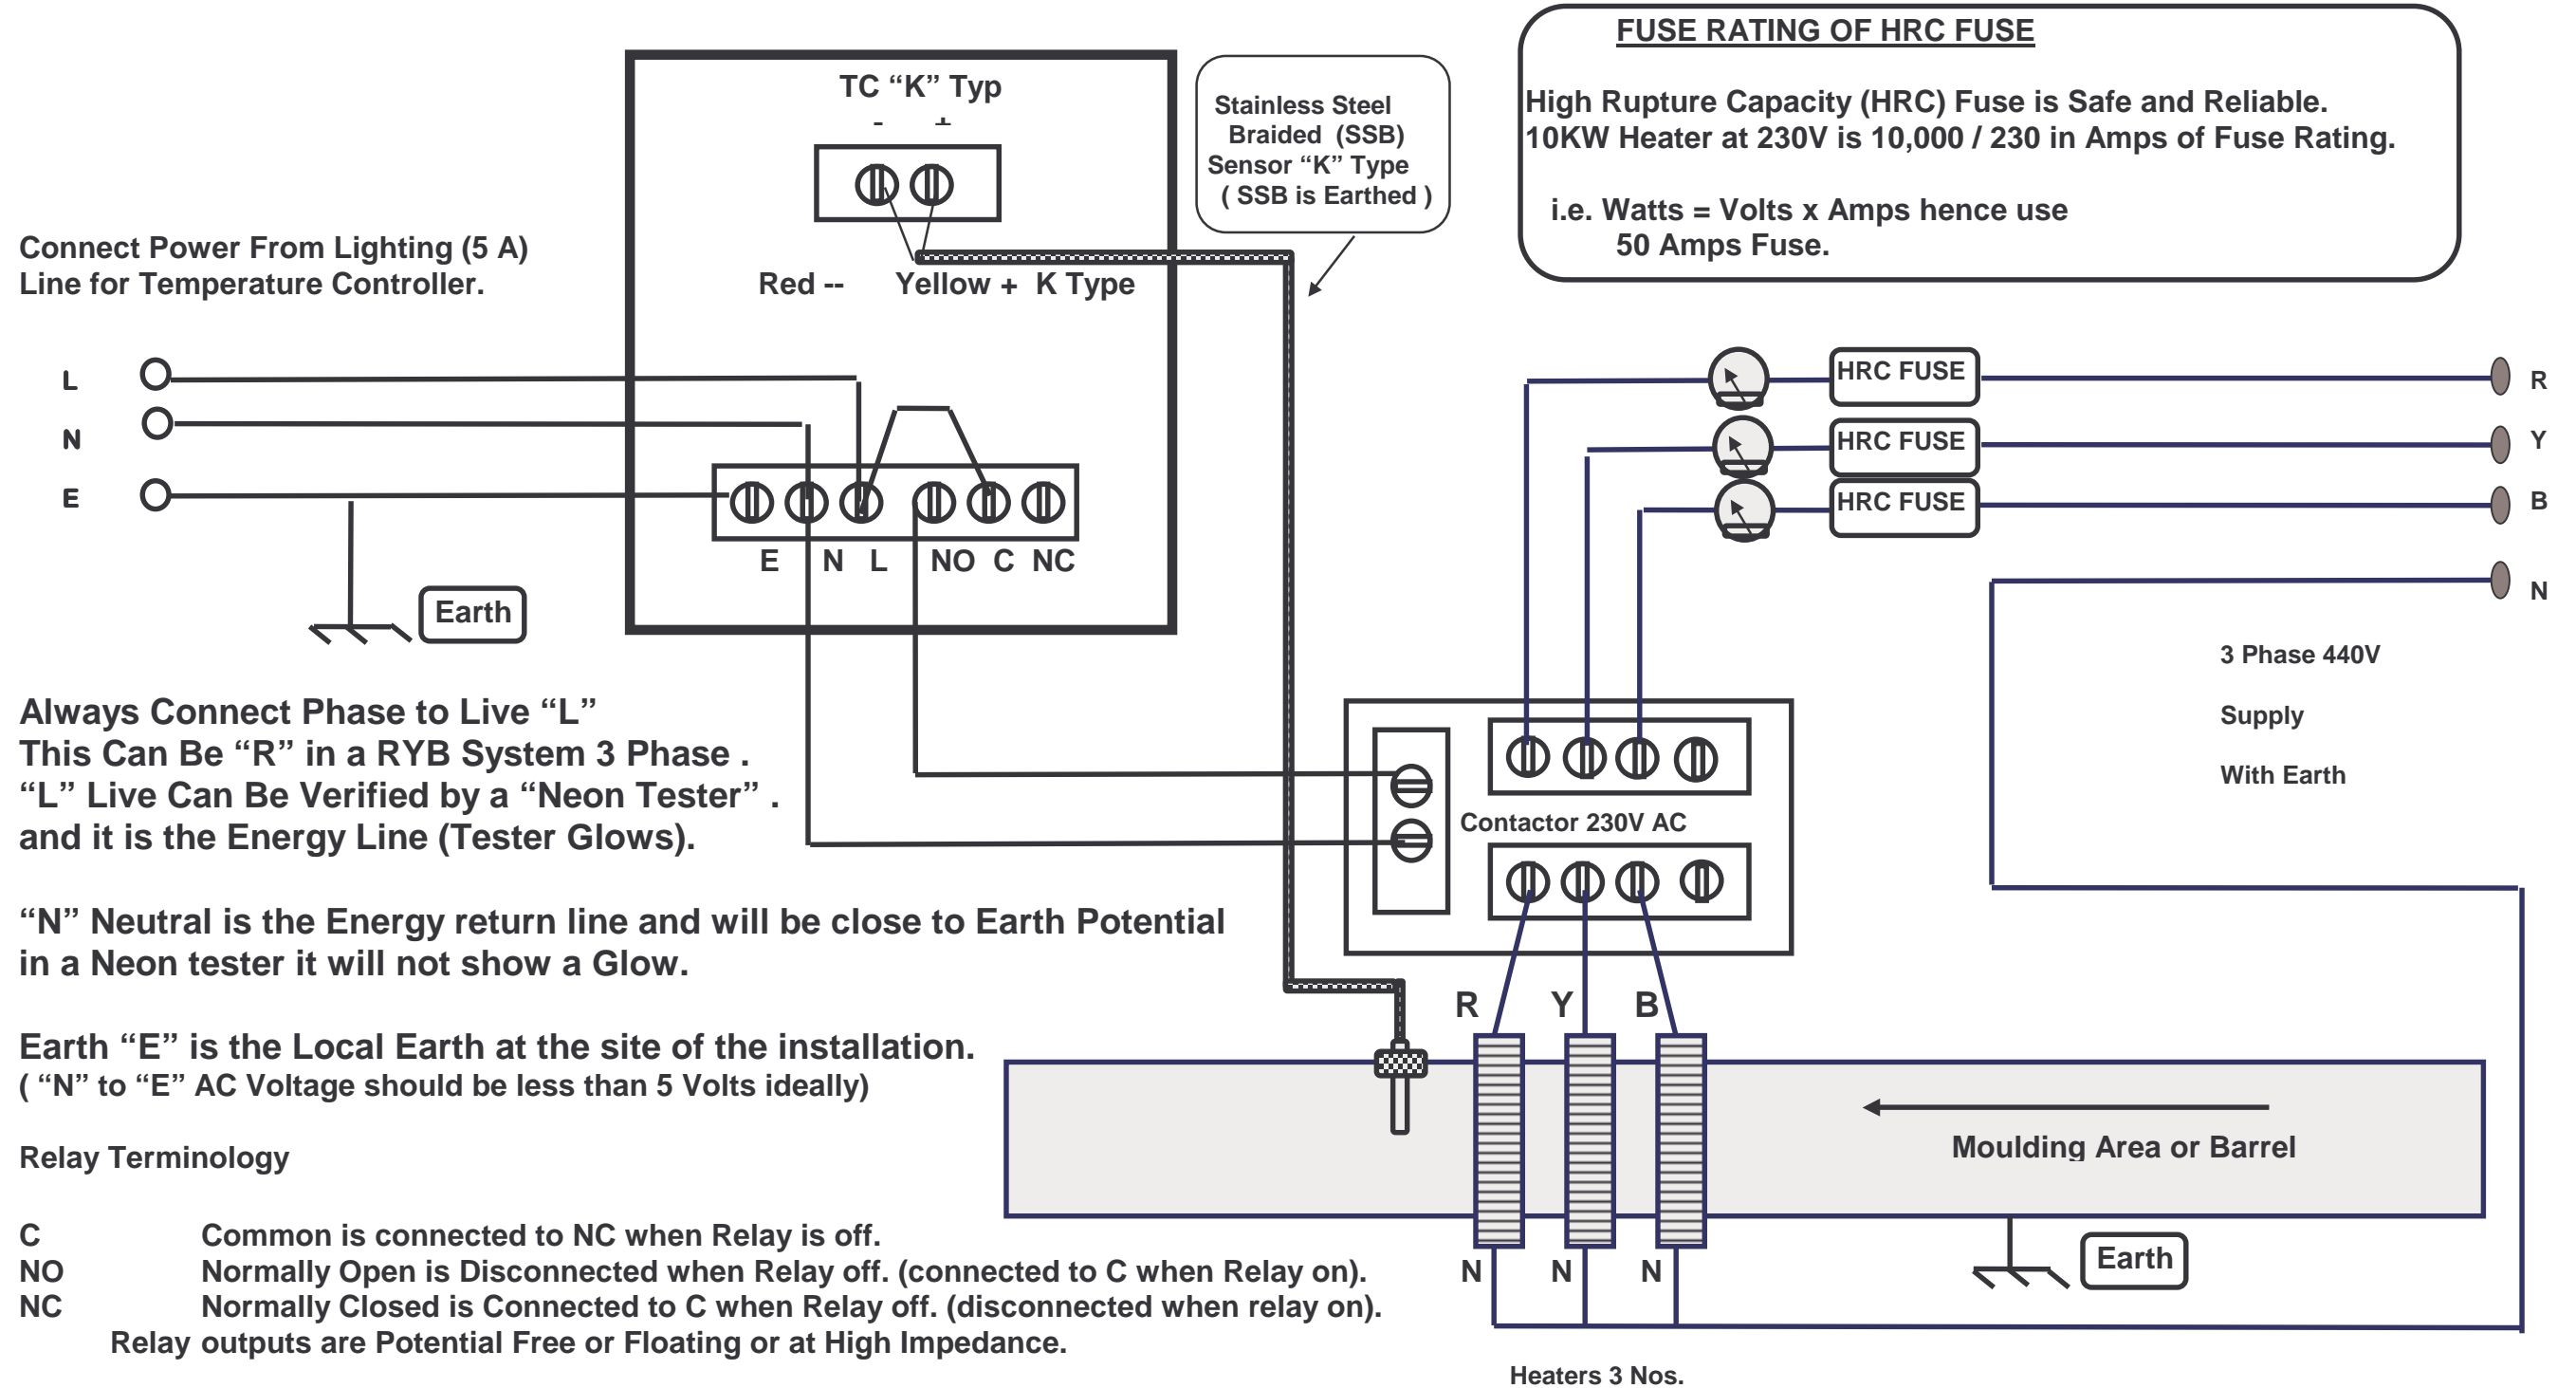 FUSE RATING OF HRC FUSE
High Rupture Capacity (HRC) Fuse is Safe and Reliable.
10KW Heater at 230V is 10,000 / 230 in Amps of Fuse Rating.
i.e. Watts = Volts x Amps hence use
50 Amps Fuse.
TC “K” Typ
- +
Stainless Steel
Braided (SSB)
Sensor “K” Type
( SSB is Earthed )
Connect Power From Lighting (5 A)
Line for Temperature Controller.
Red -- Yellow + K Type
L
N
E
E N L NO C NC
Earth
HRC FUSE
HRC FUSE
HRC FUSE
R
Y
B
N
3 Phase 440V
Supply
With Earth
Always Connect Phase to Live “L”
This Can Be “R” in a RYB System 3 Phase .
“L” Live Can Be Verified by a “Neon Tester” .
and it is the Energy Line (Tester Glows).
Contactor 230V AC
“N” Neutral is the Energy return line and will be close to Earth Potential
in a Neon tester it will not show a Glow.
Earth “E” is the Local Earth at the site of the installation.
( “N” to “E” AC Voltage should be less than 5 Volts ideally)
R Y B
Moulding Area or Barrel
Relay Terminology
C Common is connected to NC when Relay is off.
NO Normally Open is Disconnected when Relay off. (connected to C when Relay on).
NC Normally Closed is Connected to C when Relay off. (disconnected when relay on).
Relay outputs are Potential Free or Floating or at High Impedance.
N N N
Earth
Heaters 3 Nos.